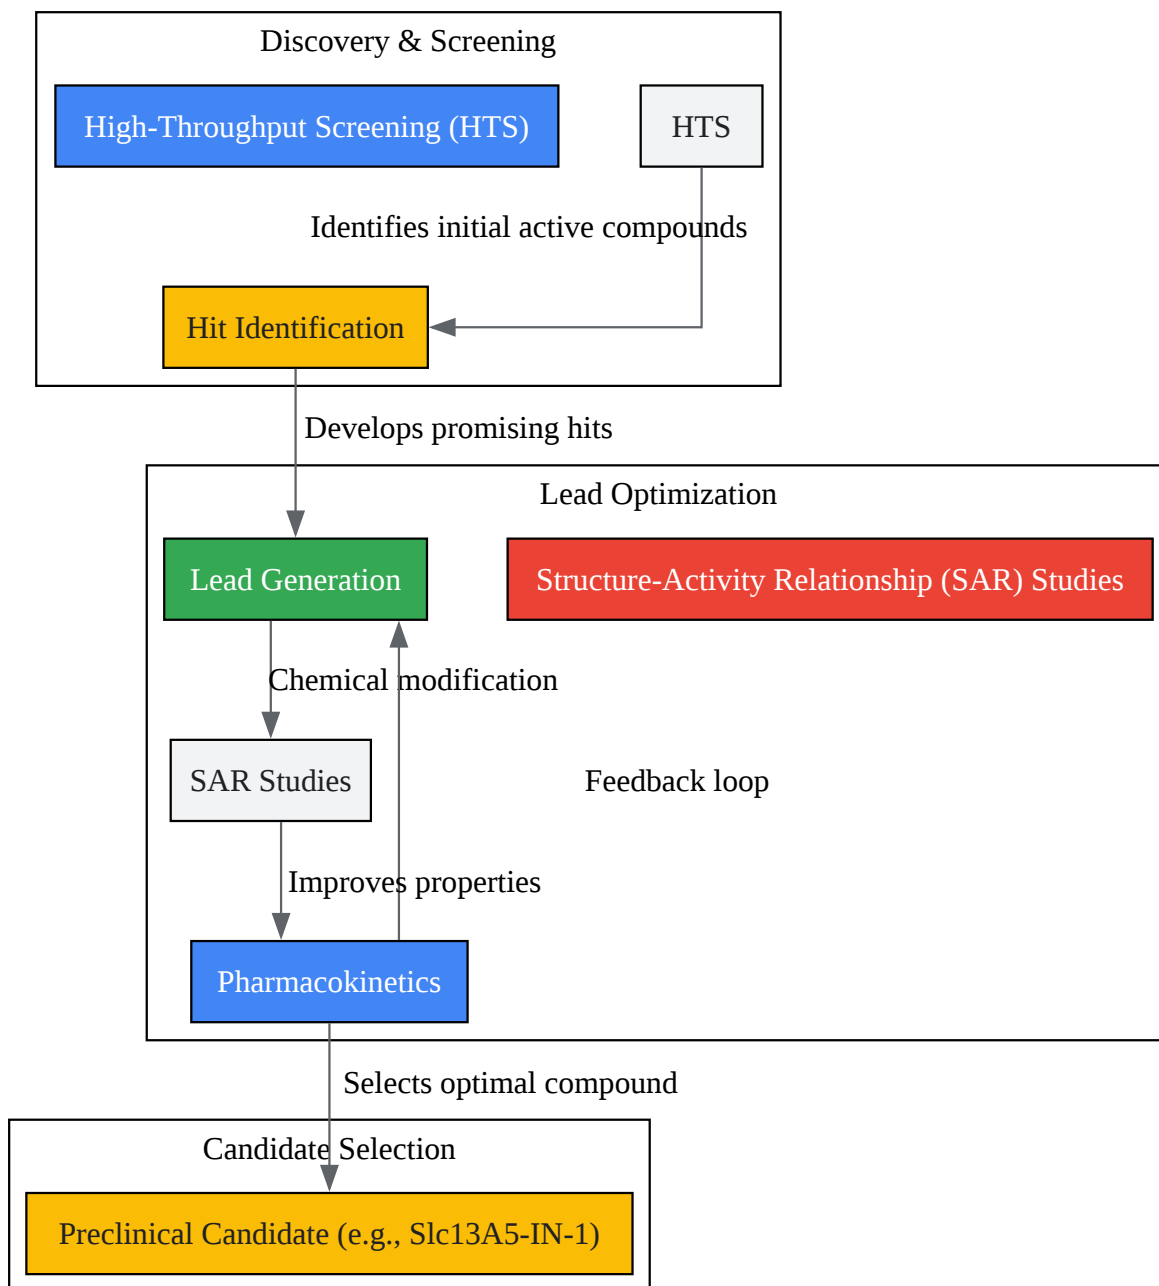 Discovery & Screening
High-Throughput Screening (HTS)
HTS
Identifies initial active compounds
Hit Identification
Develops promising hits
Lead Optimization
Lead Generation
Structure-Activity Relationship (SAR) Studies
Chemical modification
SAR Studies
Feedback loop
Improves properties
Pharmacokinetics
Selects optimal compound
Candidate Selection
Preclinical Candidate (e.g., Slc13A5-IN-1)